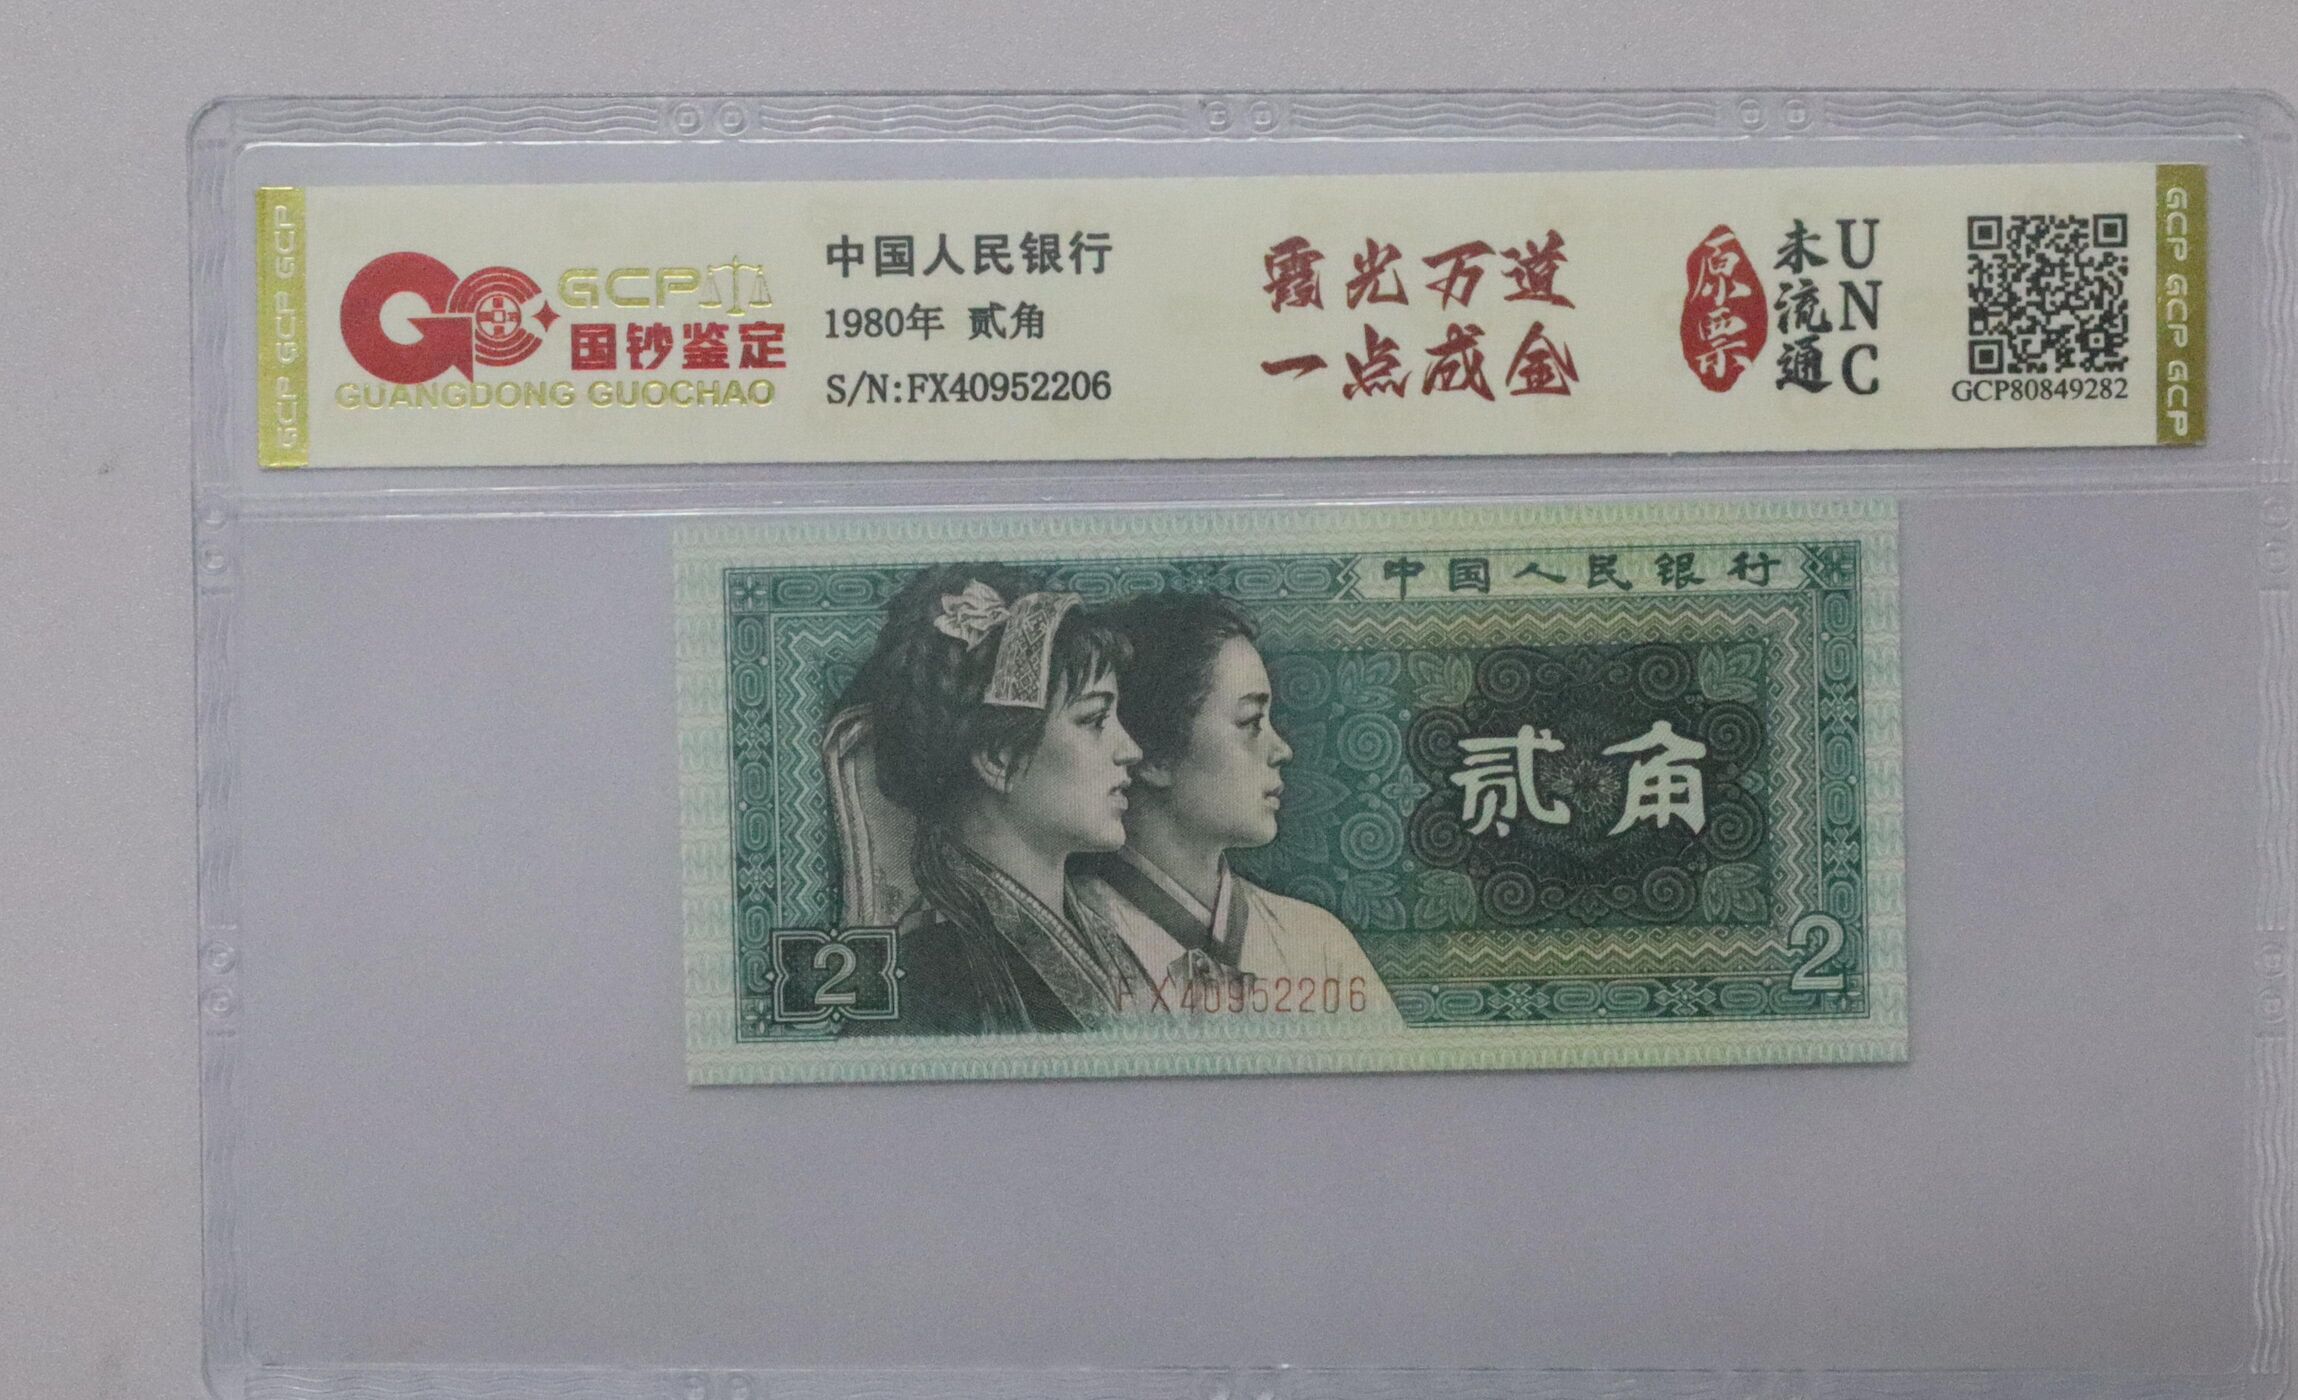 GCP GCP GCP
GCP
国钞鉴定
GUANGDONG GUOCHAO
中国人民银行
1980年 贰角
S/N:FX40952206
霞光万道
一点成金
原票
未流通
UNC
GCP80849282
GCP GCP GCP
中国人民银行
贰角
2
2
FX40952206